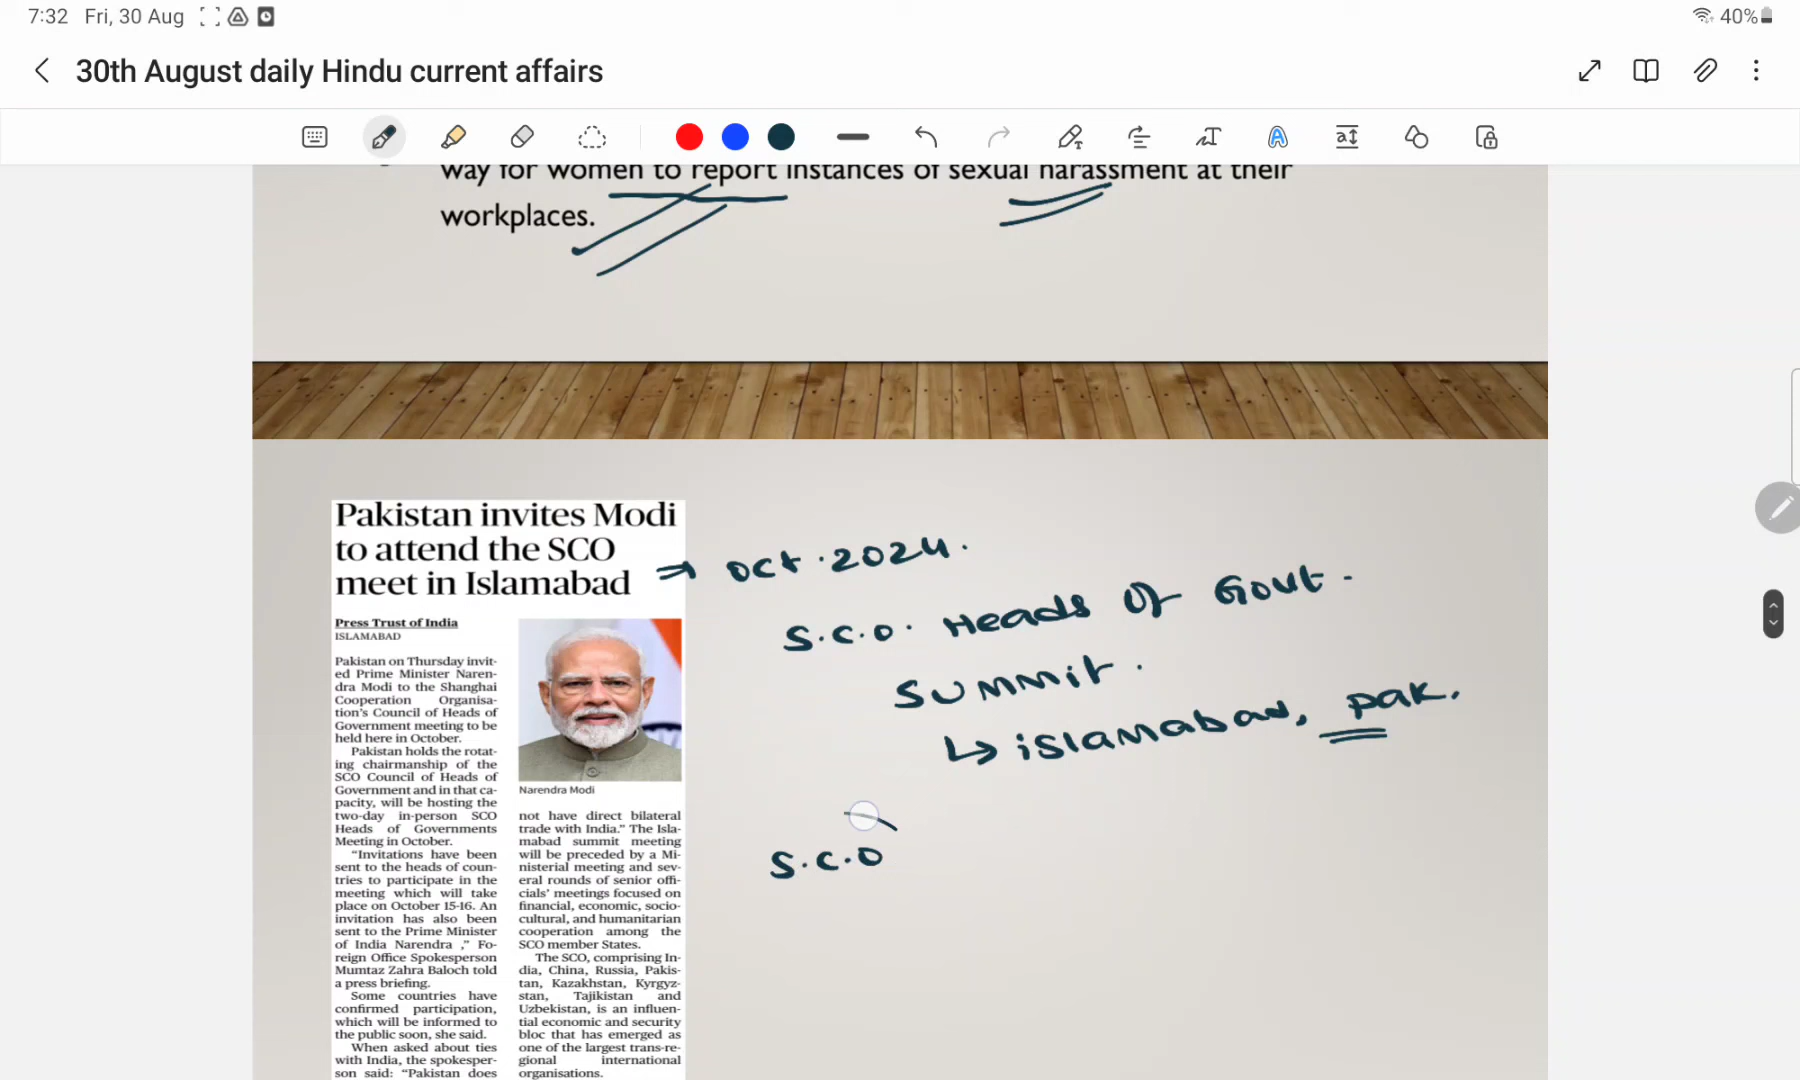 7:32 Fri, 30 Aug 40%
30th August daily Hindu current affairs
way for women to report instances of sexual harassment at their
workplaces.
Pakistan invites Modi
to attend the SCO
meet in Islamabad
Press Trust of India
ISLAMABAD
Pakistan on Thursday invit-
ed Prime Minister Naren-
dra Modi to the Shanghai
Cooperation Organisa-
tion's Council of Heads of
Government meeting to be
held here in October.
Pakistan holds the rotat-
ing chairmanship of the
SCO Council of Heads of
Government and in that ca-
pacity, will be hosting the
two-day in-person SCO
Heads of Governments
Meeting in October.
"Invitations have been
sent to the heads of coun-
tries to participate in the
meeting which will take
place on October 15-16. An
invitation has also been
sent to the Prime Minister
of India Narendra ," Fo-
reign Office Spokesperson
Mumtaz Zahra Baloch told
a press briefing.
Some countries have
confirmed participation,
which will be informed to
the public soon, she said.
When asked about ties
with India, the spokesper-
son said: "Pakistan does
Narendra Modi
not have direct bilateral
trade with India." The Isla-
mabad summit meeting
will be preceded by a Mi-
nisterial meeting and sev-
eral rounds of senior offi-
cials' meetings focused on
financial, economic, socio-
cultural, and humanitarian
cooperation among the
SCO member States.
The SCO, comprising In-
dia, China, Russia, Pakis-
tan, Kazakhstan, Kyrgyz-
stan, Tajikistan and
Uzbekistan, is an influen-
tial economic and security
bloc that has emerged as
one of the largest trans-re-
gional international
organisations.
⇒ Oct. 2024.
S.C.O. Heads Of Govt.
SUMMit.
↳ islamabad, pak.
S.C.O